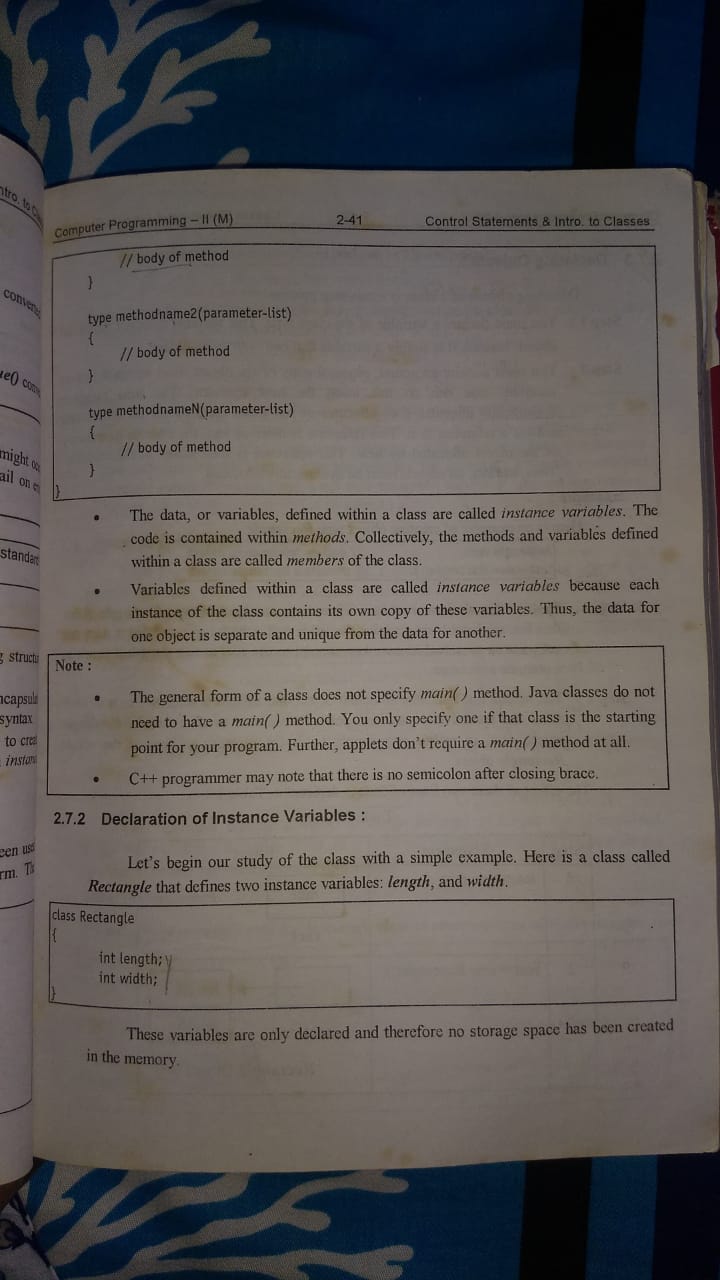 Computer Programming – II (M) 2-41 Control Statements & Intro. to Classes
// body of method
}
type methodname2(parameter-list)
{
// body of method
}
type methodnameN(parameter-list)
{
// body of method
}
}
• The data, or variables, defined within a class are called instance variables. The
code is contained within methods. Collectively, the methods and variables defined
within a class are called members of the class.
• Variables defined within a class are called instance variables because each
instance of the class contains its own copy of these variables. Thus, the data for
one object is separate and unique from the data for another.
Note :
• The general form of a class does not specify main( ) method. Java classes do not
need to have a main( ) method. You only specify one if that class is the starting
point for your program. Further, applets don't require a main( ) method at all.
• C++ programmer may note that there is no semicolon after closing brace.
2.7.2 Declaration of Instance Variables :
Let's begin our study of the class with a simple example. Here is a class called
Rectangle that defines two instance variables: length, and width.
class Rectangle
{
int length;
int width;
}
These variables are only declared and therefore no storage space has been created
in the memory.
might
ail on
standard
syntax
to
rm.